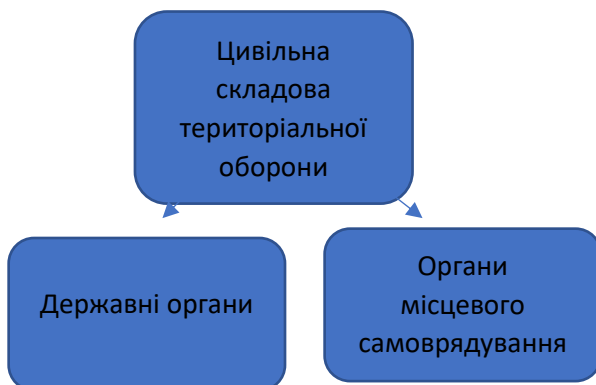 Цивільна
складова
територіальної
оборони
Державні органи
Органи
місцевого
самоврядування